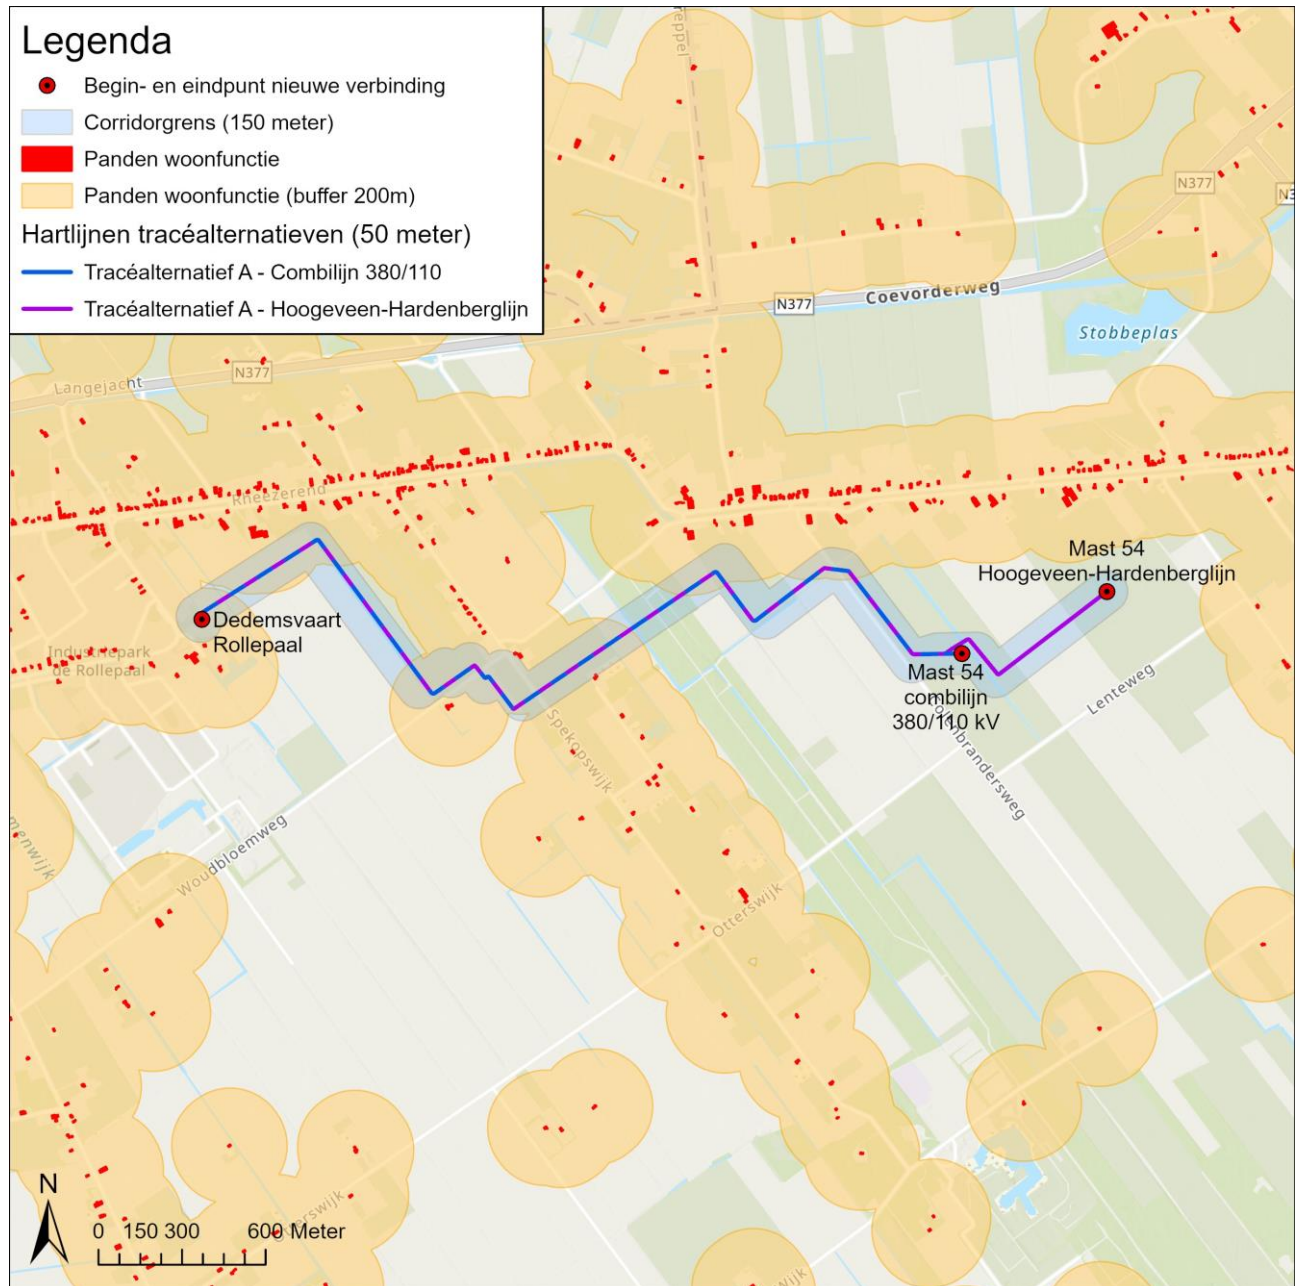 Legenda
Begin- en eindpunt nieuwe verbinding
Corridorgrens (150 meter)
Panden woonfunctie
Panden woonfunctie (buffer 200m)
Hartlijnen tracéalternatieven (50 meter)
Tracéalternatief A - Combilijn 380/110
Tracéalternatief A - Hoogeveen-Hardenberglijn
reppel
N377
N377
Coevorderweg
Stobbeplas
Langejacht
N377
Rheezerend
Mast 54
Hoogeveen-Hardenberglijn
Dedemsvaart
Rollepaal
Industriepark
de Rollepaal
Mast 54
combilijn
380/110 kV
Lenteweg
Spekopswijk
Woudbloemweg
menwijk
Otterswijk
N
0 150 300 600 Meter